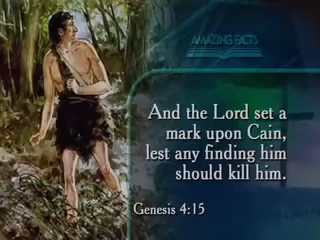 AMAZING FACTS
And the Lord set a
mark upon Cain,
lest any finding him
should kill him.
Genesis 4:15